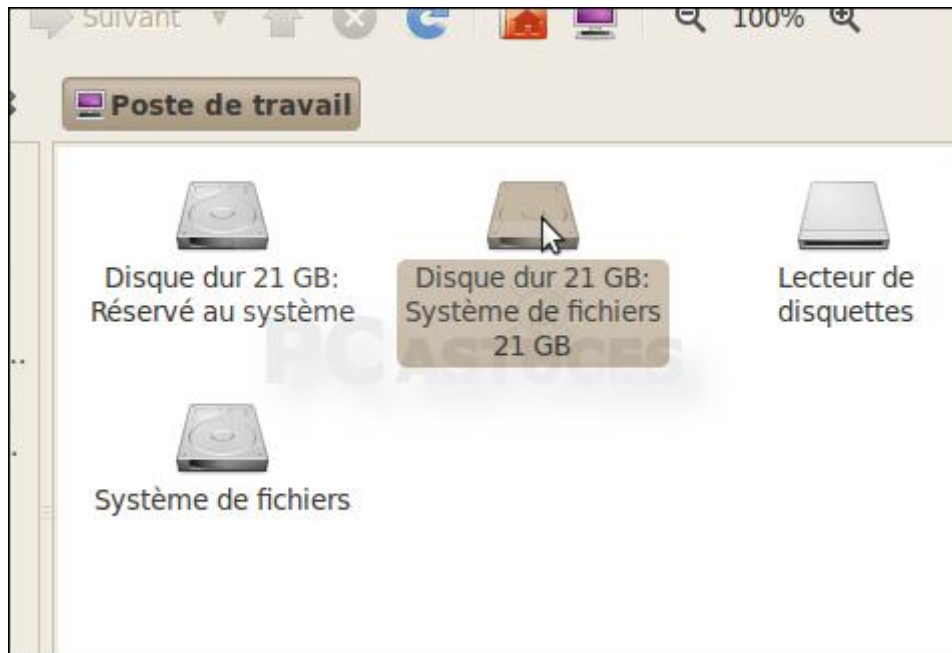 Suivant
100%
Poste de travail
Disque dur 21 GB:
Réservé au système
Disque dur 21 GB:
Système de fichiers
21 GB
Lecteur de
disquettes
PC ASTUCES
Système de fichiers